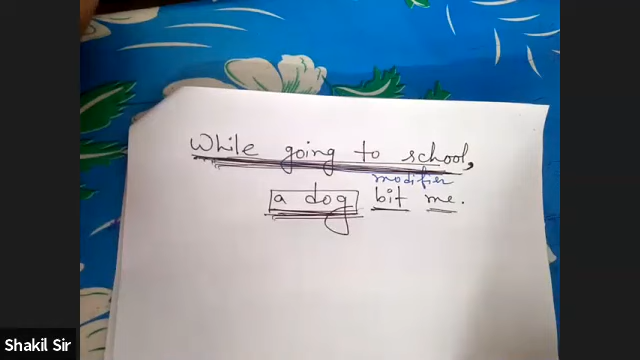 While going to school,
modifier
a dog bit me.
Shakil Sir